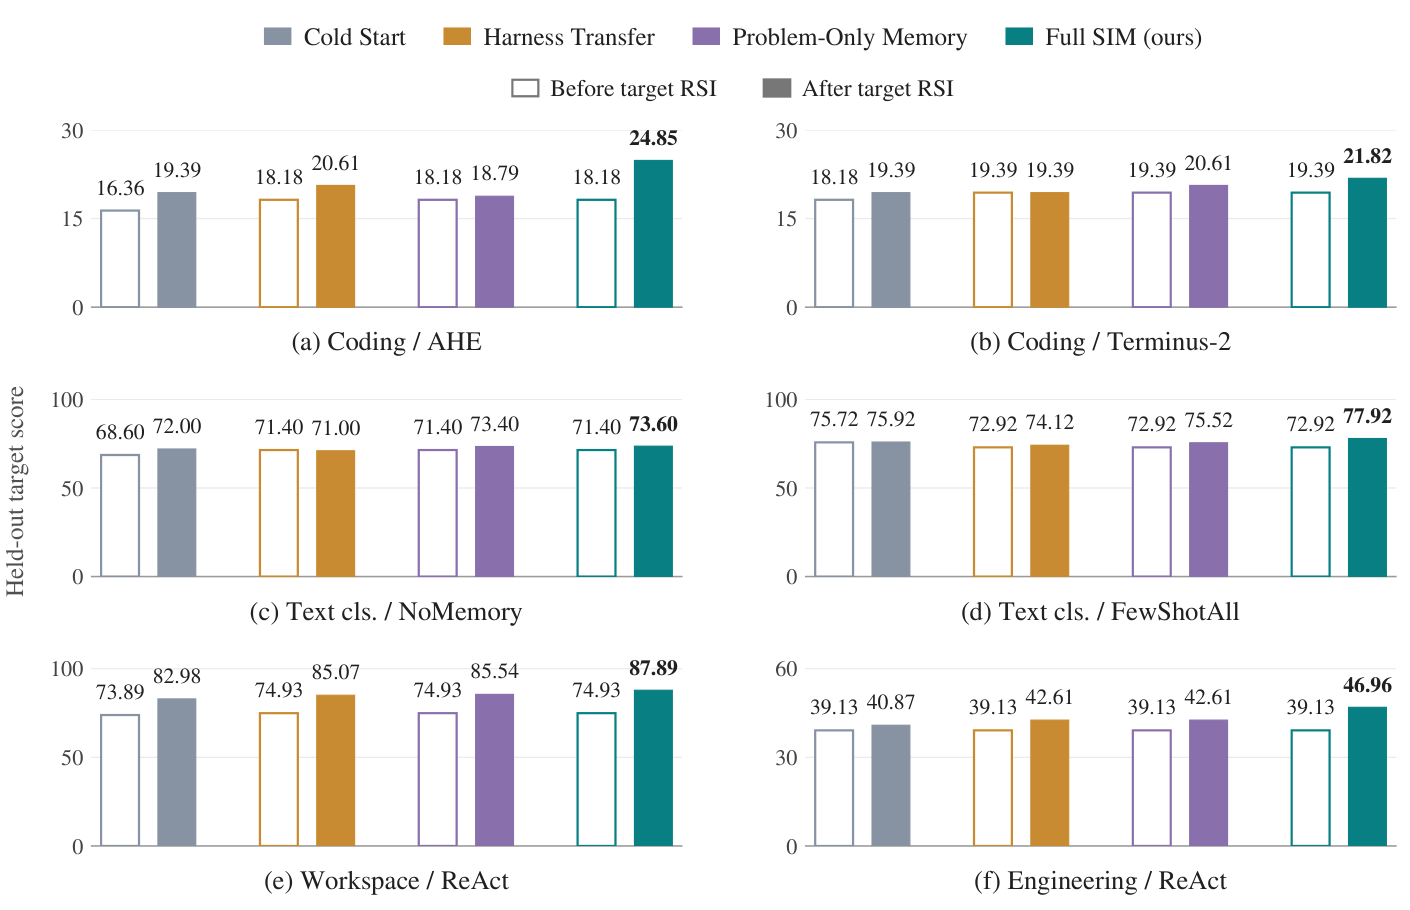 Cold Start Harness Transfer Problem-Only Memory Full SIM (ours)
Before target RSI After target RSI
Held-out target score
30
15
0
16.36 19.39 18.18 20.61 18.18 18.79 18.18 24.85
(a) Coding / AHE
30
15
0
18.18 19.39 19.39 19.39 19.39 20.61 19.39 21.82
(b) Coding / Terminus-2
100
50
0
68.60 72.00 71.40 71.00 71.40 73.40 71.40 73.60
(c) Text cls. / NoMemory
100
50
0
75.72 75.92 72.92 74.12 72.92 75.52 72.92 77.92
(d) Text cls. / FewShotAll
100
50
0
73.89 82.98 74.93 85.07 74.93 85.54 74.93 87.89
(e) Workspace / ReAct
60
30
0
39.13 40.87 39.13 42.61 39.13 42.61 39.13 46.96
(f) Engineering / ReAct